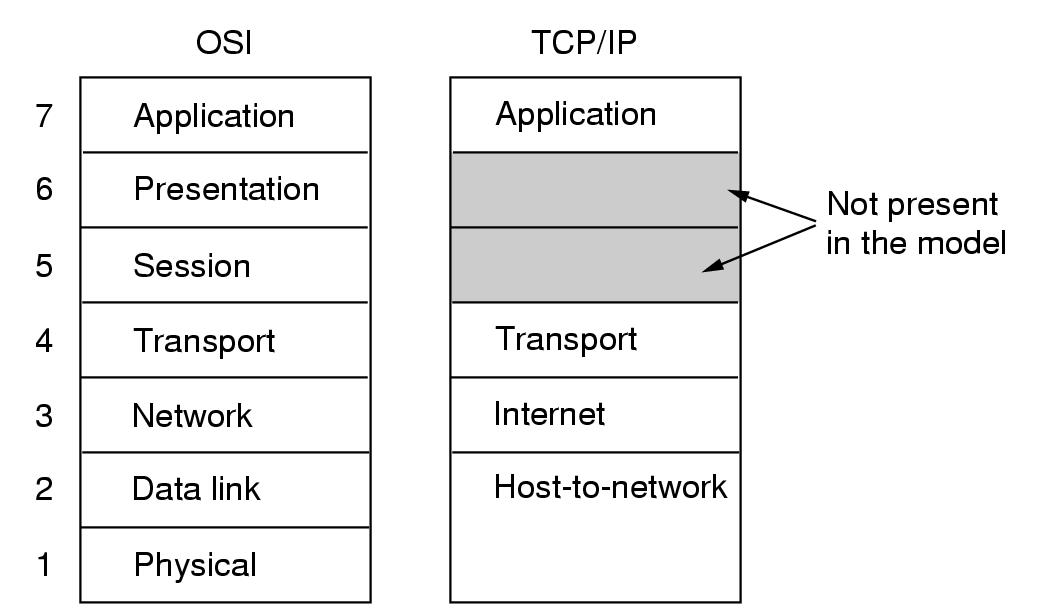 OSI TCP/IP
7 Application Application
6 Presentation
Not present
in the model
5 Session
4 Transport Transport
3 Network Internet
2 Data link Host-to-network
1 Physical